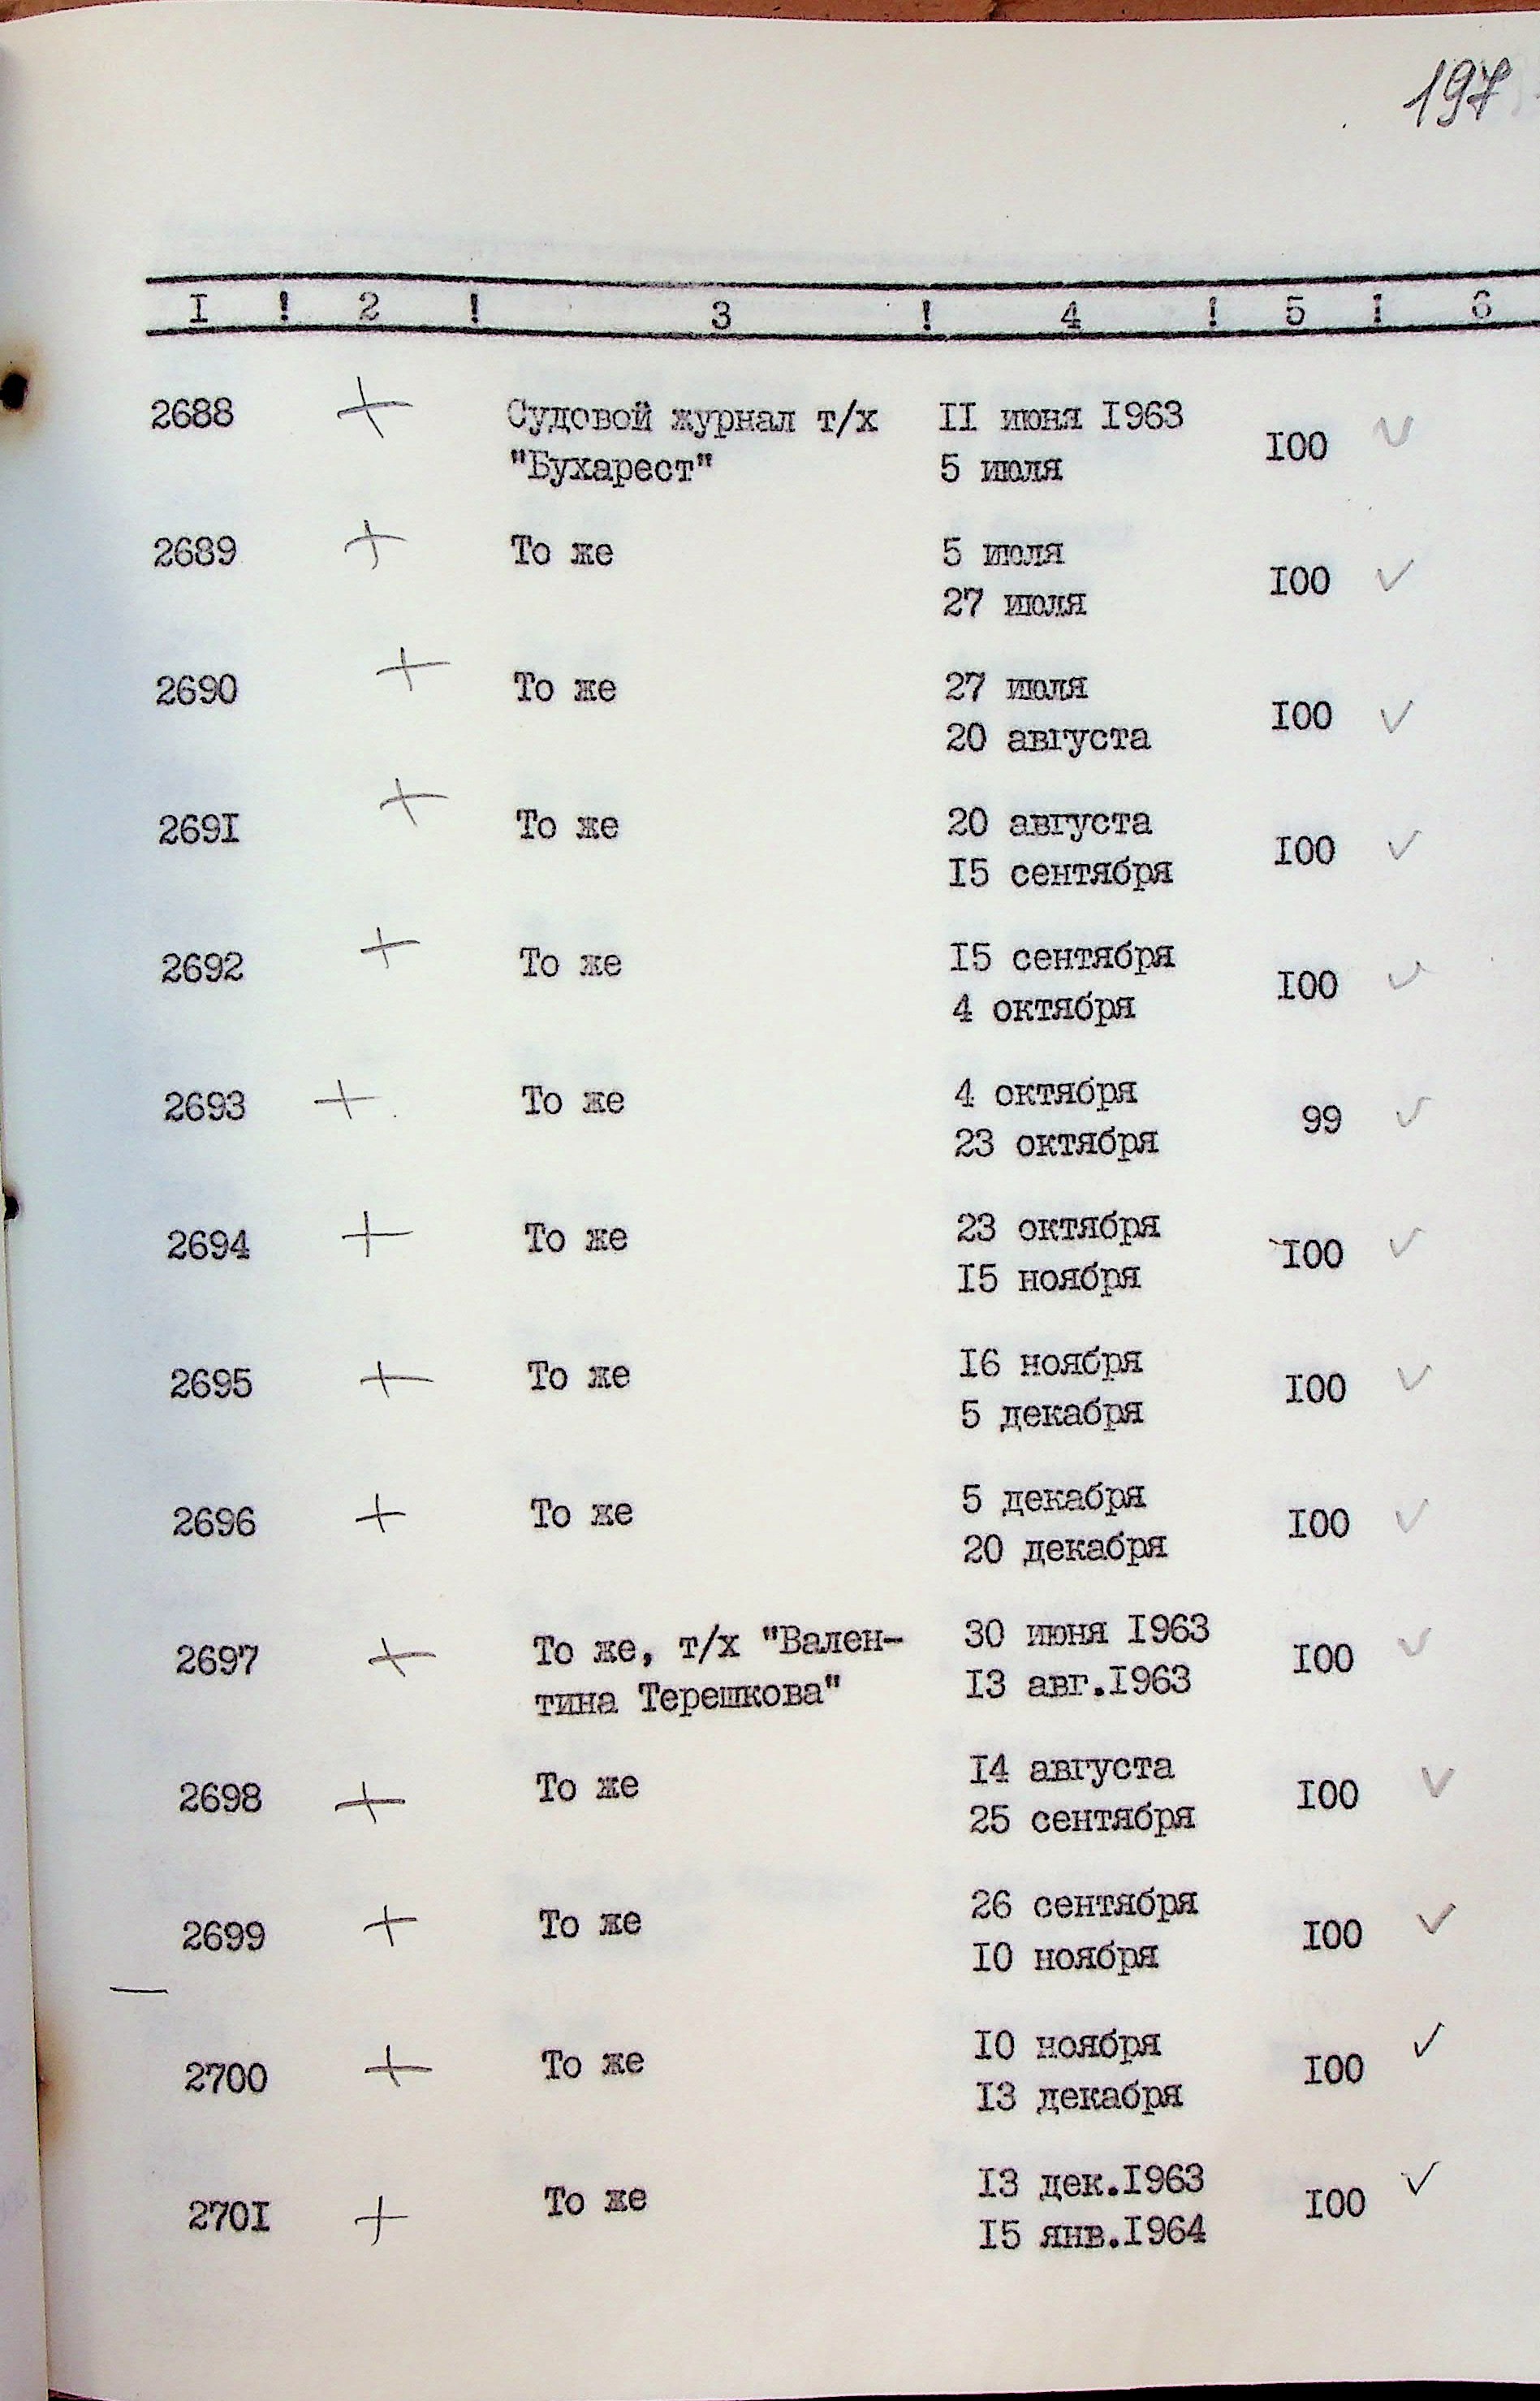 197
I ! 2 ! 3 ! 4 ! 5 ! 6
2688 + Судовой журнал т/х II июня I963
"Бухарест" 5 июля I00 ✓
2689 + То же 5 июля
27 июля I00 ✓
2690 + То же 27 июля
20 августа I00 ✓
269I + То же 20 августа
I5 сентября I00 ✓
2692 + То же I5 сентября
4 октября I00 ✓
2693 + То же 4 октября
23 октября 99 ✓
2694 + То же 23 октября
I5 ноября I00 ✓
2695 + То же I6 ноября
5 декабря I00 ✓
2696 + То же 5 декабря
20 декабря I00 ✓
2697 + То же, т/х "Вален- 30 июня I963
тина Терешкова" I3 авг.I963 I00 ✓
2698 + То же I4 августа
25 сентября I00 ✓
2699 + То же 26 сентября
I0 ноября I00 ✓
2700 + То же I0 ноября
I3 декабря I00 ✓
270I + То же I3 дек.I963
I5 янв.I964 I00 ✓